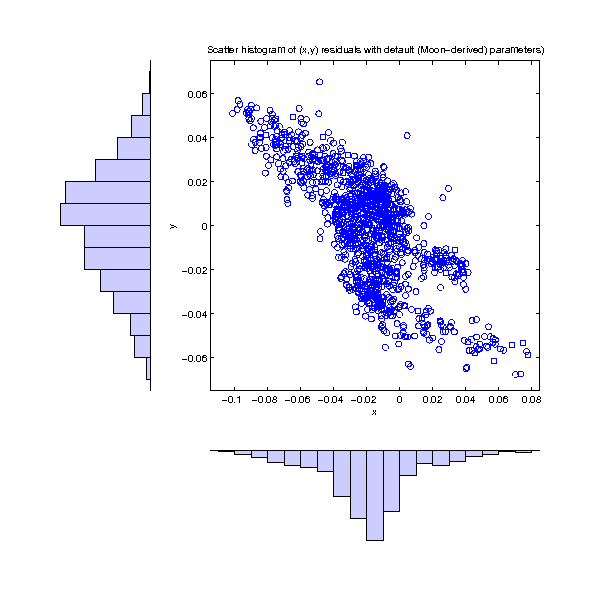 Scatter histogram of (x,y) residuals with default (Moon−derived) parameters)
0.06
0.04
0.02
0
−0.02
−0.04
−0.06
y
−0.1 −0.08 −0.06 −0.04 −0.02 0 0.02 0.04 0.06 0.08
x